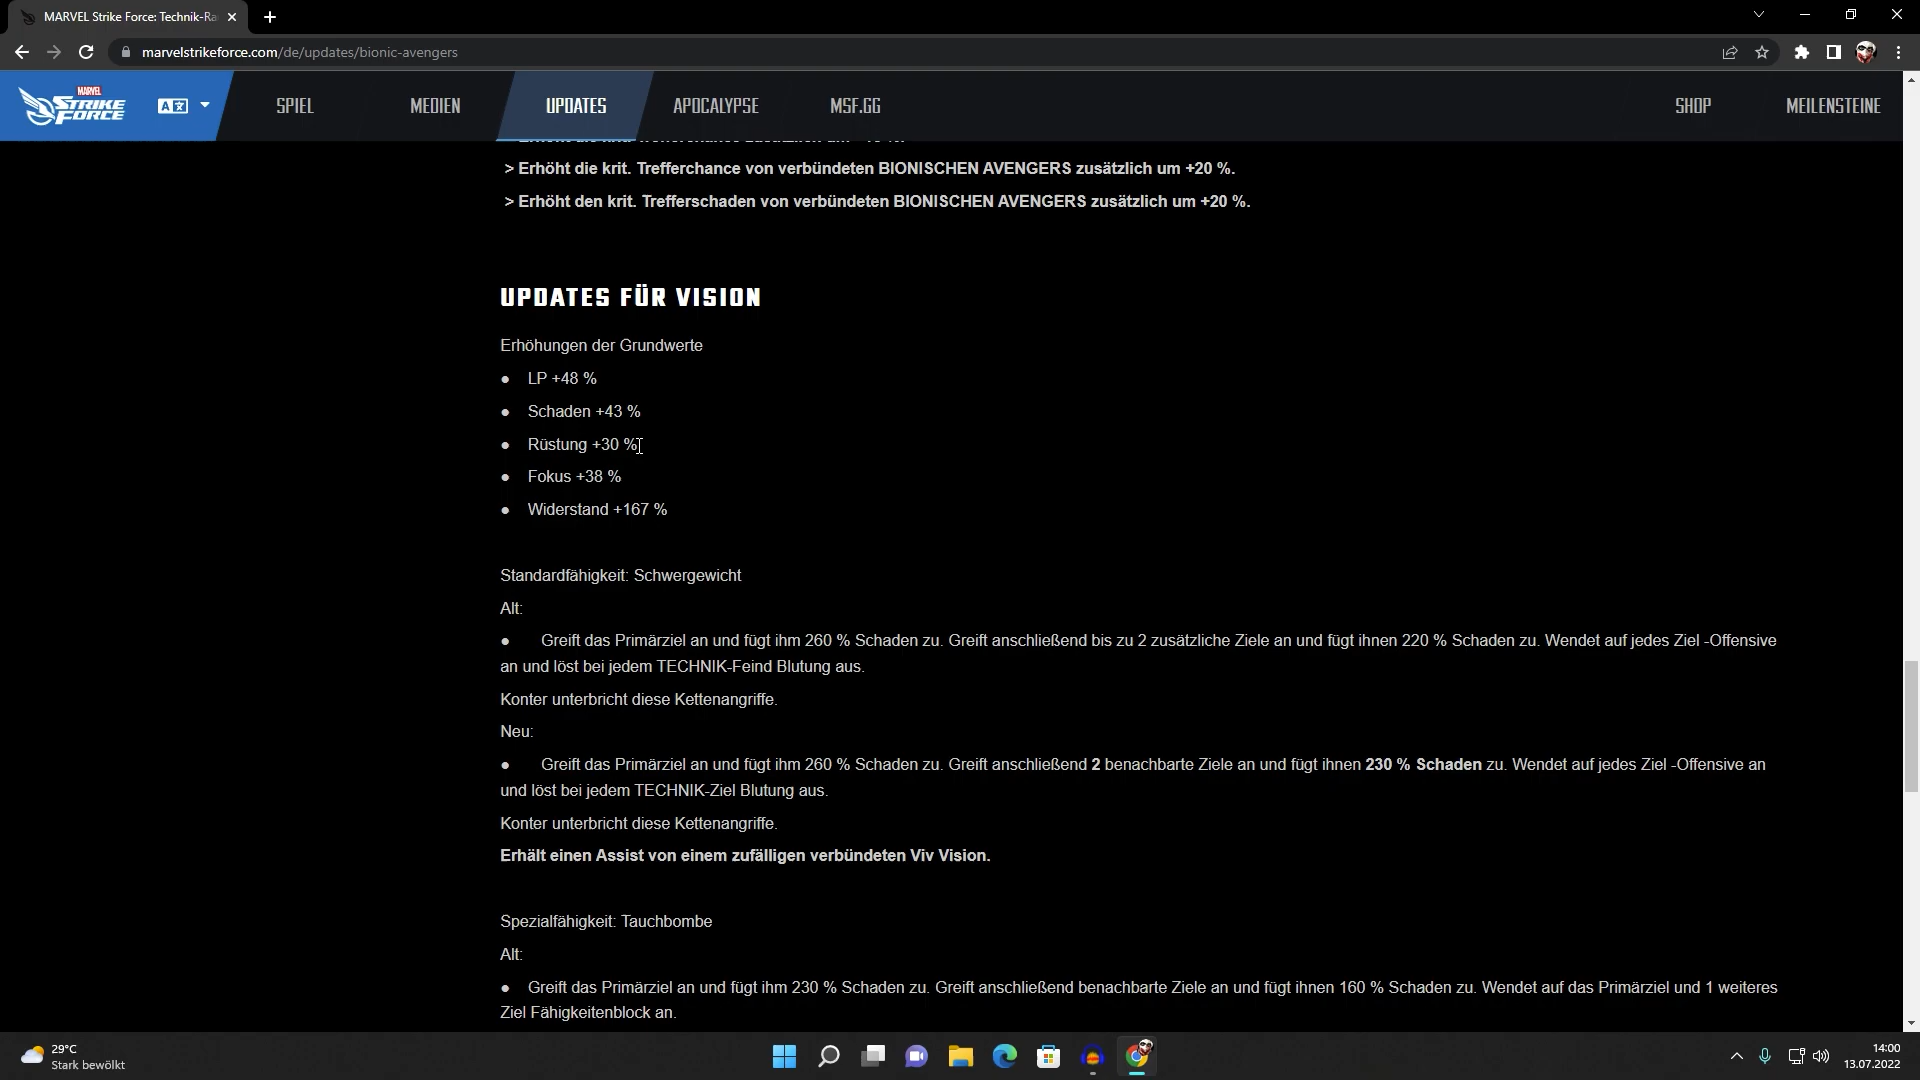 MARVEL Strike Force: Technik-Ra
marvelstrikeforce.com/de/updates/bionic-avengers
MARVEL
STRIKE
FORCE
SPIEL
MEDIEN
UPDATES
APOCALYPSE
MSF.GG
SHOP
MEILENSTEINE
> Erhöht die krit. Trefferchance von verbündeten BIONISCHEN AVENGERS zusätzlich um +20 %.
> Erhöht den krit. Trefferschaden von verbündeten BIONISCHEN AVENGERS zusätzlich um +20 %.
UPDATES FÜR VISION
Erhöhungen der Grundwerte
● LP +48 %
● Schaden +43 %
● Rüstung +30 %
● Fokus +38 %
● Widerstand +167 %
Standardfähigkeit: Schwergewicht
Alt:
● Greift das Primärziel an und fügt ihm 260 % Schaden zu. Greift anschließend bis zu 2 zusätzliche Ziele an und fügt ihnen 220 % Schaden zu. Wendet auf jedes Ziel -Offensive
an und löst bei jedem TECHNIK-Feind Blutung aus.
Konter unterbricht diese Kettenangriffe.
Neu:
● Greift das Primärziel an und fügt ihm 260 % Schaden zu. Greift anschließend 2 benachbarte Ziele an und fügt ihnen 230 % Schaden zu. Wendet auf jedes Ziel -Offensive an
und löst bei jedem TECHNIK-Ziel Blutung aus.
Konter unterbricht diese Kettenangriffe.
Erhält einen Assist von einem zufälligen verbündeten Viv Vision.
Spezialfähigkeit: Tauchbombe
Alt:
● Greift das Primärziel an und fügt ihm 230 % Schaden zu. Greift anschließend benachbarte Ziele an und fügt ihnen 160 % Schaden zu. Wendet auf das Primärziel und 1 weiteres
Ziel Fähigkeitenblock an.
29°C
Stark bewölkt
14:00
13.07.2022